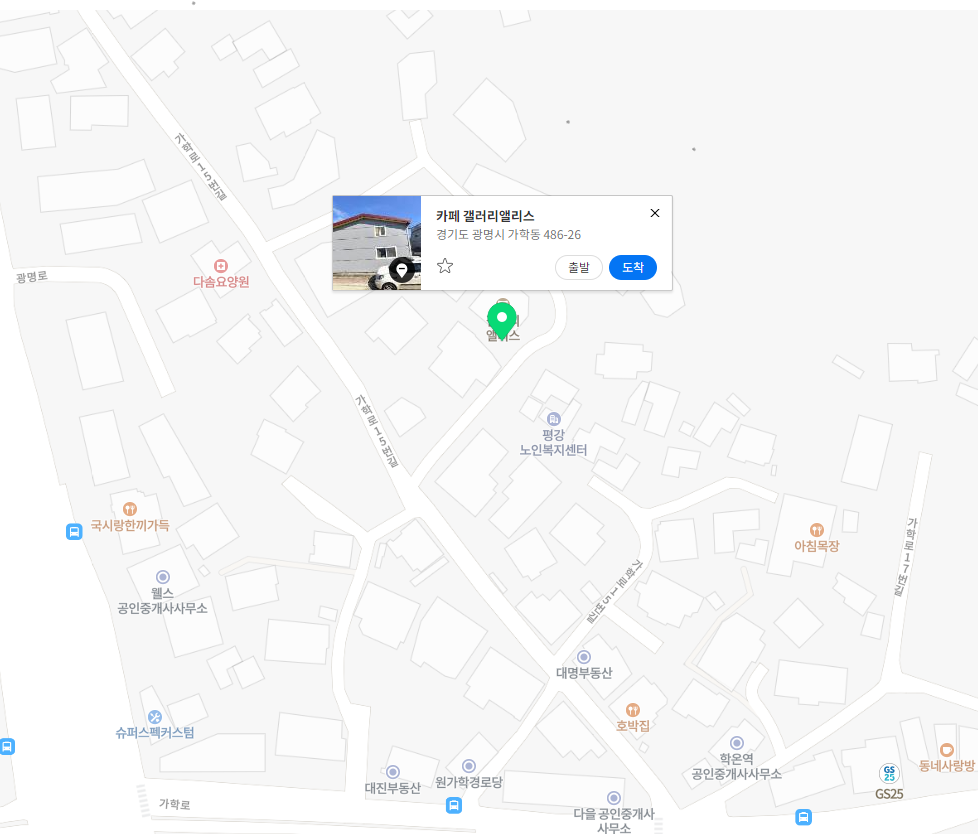 가학로15번길
카페 갤러리앨리스
경기도 광명시 가학동 486-26
출발
도착
광명로
다솜요양원
앨리스
가학로15번길
평강
노인복지센터
국시랑한끼가득
아침목장
가학로17번길
웰스
공인중개사사무소
가학로15번길
대명부동산
호박집
슈퍼스펙커스텀
학온역
공인중개사사무소
동네사랑방
GS
25
GS25
대진부동산
원가학경로당
가학로
다을 공인중개사
사무소